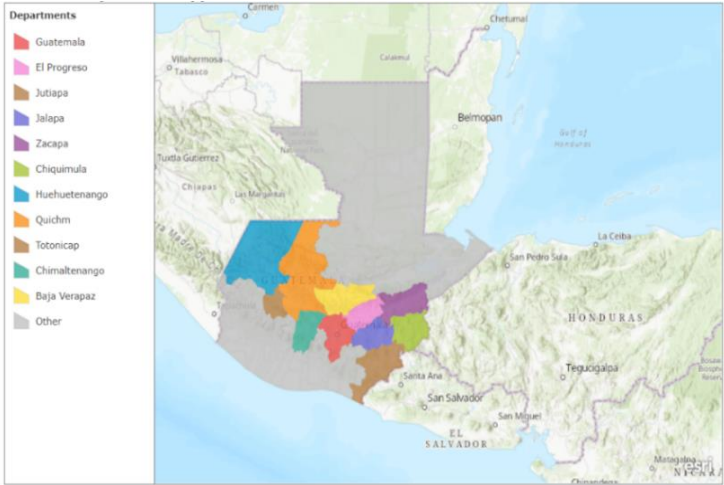 Departments
Guatemala
El Progreso
Jutiapa
Jalapa
Zacapa
Chiquimula
Huehuetenango
Quichm
Totonicap
Chimaltenango
Baja Verapaz
Other
Carmen
Chetumal
Villahermosa
Tabasco
Calakmul
Belmopan
Gulf of
Honduras
Tuxtla Gutierrez
Chiapas
Las Margaritas
La Ceiba
San Pedro Sula
HONDURAS
Tegucigalpa
Santa Ana
San Salvador
San Miguel
EL
SALVADOR
Matagalpa
esri
Chinandega